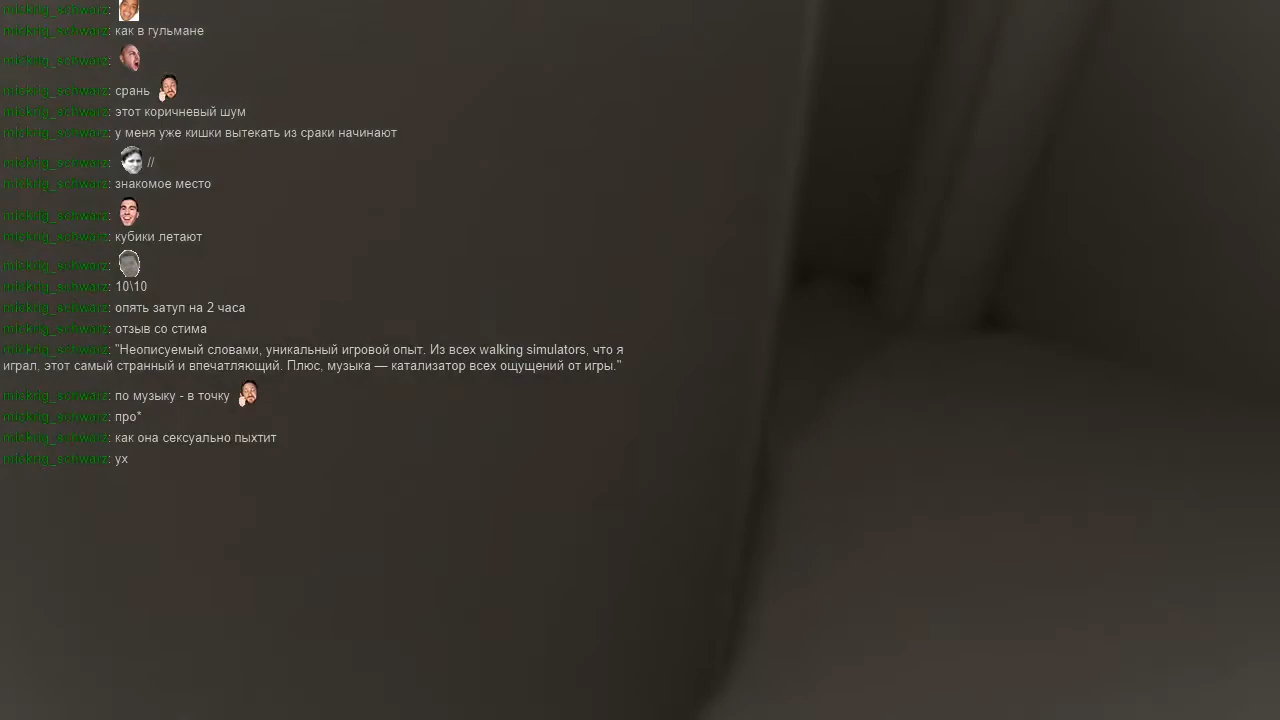 mickrig_schwarz:
mickrig_schwarz: как в гульмане
mickrig_schwarz:
mickrig_schwarz: срань
mickrig_schwarz: этот коричневый шум
mickrig_schwarz: у меня уже кишки вытекать из сраки начинают
mickrig_schwarz: //
mickrig_schwarz: знакомое место
mickrig_schwarz:
mickrig_schwarz: кубики летают
mickrig_schwarz:
mickrig_schwarz: 10\10
mickrig_schwarz: опять затуп на 2 часа
mickrig_schwarz: отзыв со стима
mickrig_schwarz: "Неописуемый словами, уникальный игровой опыт. Из всех walking simulators, что я
играл, этот самый странный и впечатляющий. Плюс, музыка — катализатор всех ощущений от игры."
mickrig_schwarz: по музыку - в точку
mickrig_schwarz: про*
mickrig_schwarz: как она сексуально пыхтит
mickrig_schwarz: ух